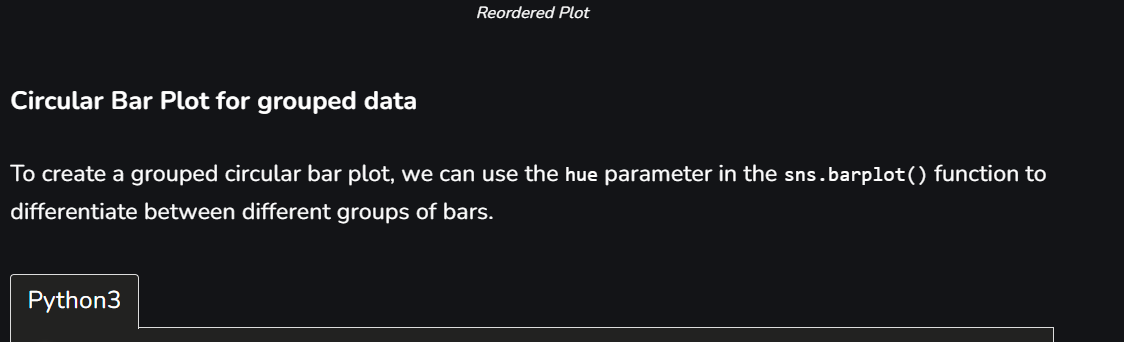 Reordered Plot
Circular Bar Plot for grouped data
To create a grouped circular bar plot, we can use the hue parameter in the sns.barplot() function to
differentiate between different groups of bars.
Python3